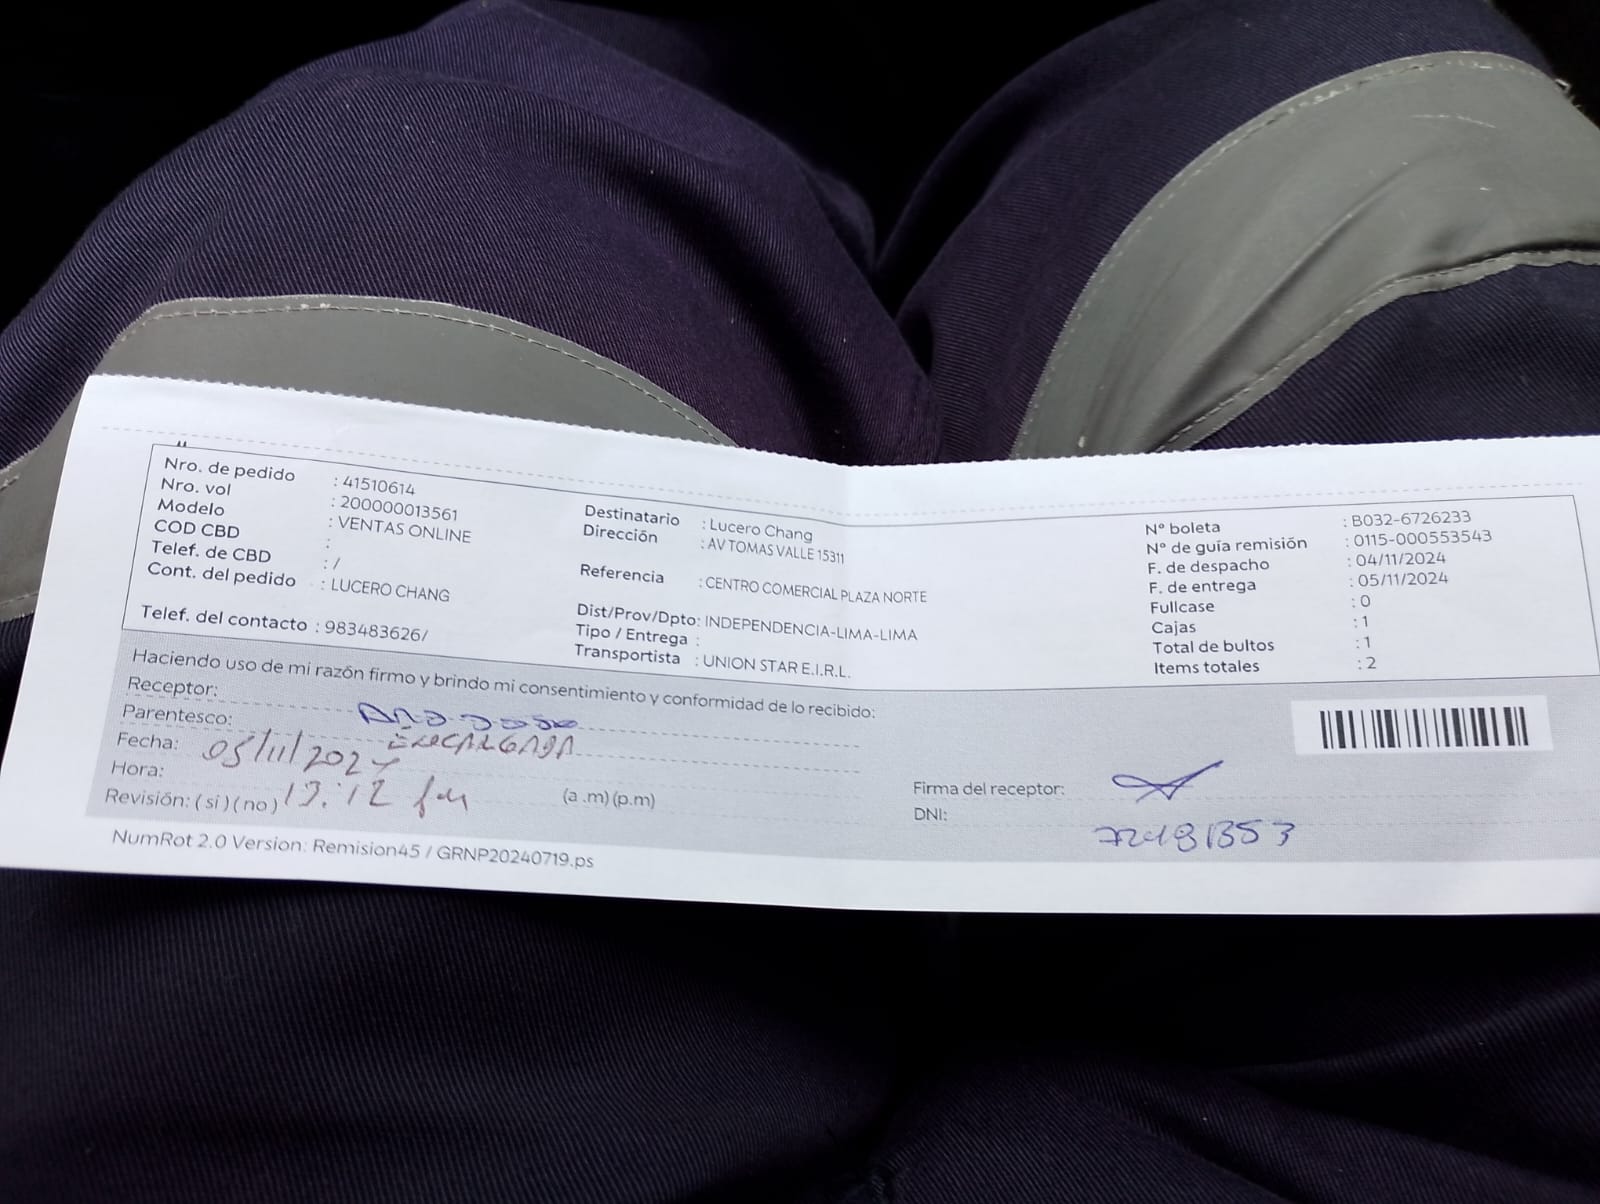 Nro. de pedido : 41510614
Nro. vol : 200000013561
Modelo : VENTAS ONLINE
COD CBD :
Telef. de CBD : /
Cont. del pedido : LUCERO CHANG
Telef. del contacto : 983483626/
Destinatario : Lucero Chang
Dirección : AV TOMAS VALLE 15311
Referencia : CENTRO COMERCIAL PLAZA NORTE
Dist/Prov/Dpto: INDEPENDENCIA-LIMA-LIMA
Tipo / Entrega :
Transportista : UNION STAR E.I.R.L.
N° boleta : B032-6726233
N° de guía remisión : 0115-000553543
F. de despacho : 04/11/2024
F. de entrega : 05/11/2024
Fullcase : 0
Cajas : 1
Total de bultos : 1
Items totales : 2
Haciendo uso de mi razón firmo y brindo mi consentimiento y conformidad de lo recibido:
Receptor:
Parentesco: ENCARGADA
Fecha: 05/11/2024
Hora: 13:12 pm (a .m) (p.m)
Revisión: ( si ) ( no )
Firma del receptor:
DNI:
NumRot 2.0 Version: Remision45 / GRNP20240719.ps